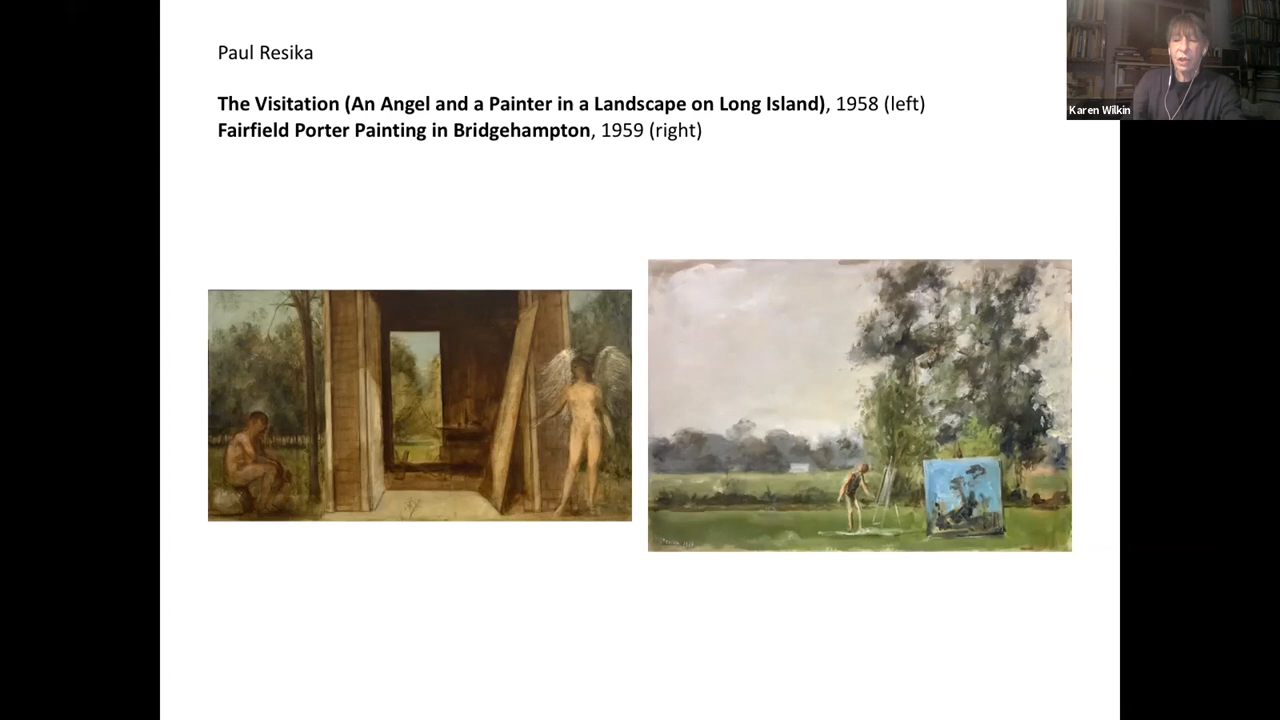 Paul Resika
The Visitation (An Angel and a Painter in a Landscape on Long Island), 1958 (left)
Fairfield Porter Painting in Bridgehampton, 1959 (right)
Karen Wilkin